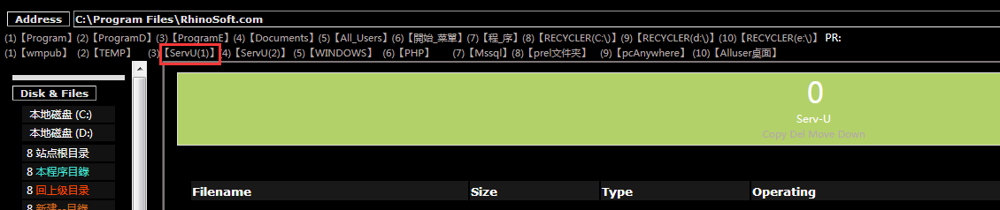 Address C:\Program Files\RhinoSoft.com
(1)【Program】(2)【ProgramD】(3)【ProgramE】(4)【Documents】(5)【All_Users】(6)【開始_菜單】(7)【程_序】(8)【RECYCLER(C:\)】(9)【RECYCLER(d:\)】(10)【RECYCLER(e:\)】 PR:
(1)【wmpub】 (2)【TEMP】 (3)【ServU(1)】(4)【ServU(2)】 (5)【WINDOWS】 (6)【PHP】 (7)【Mssql】(8)【prel文件夹】 (9)【pcAnywhere】 (10)【Alluser桌面】
Disk & Files
本地磁盘 (C:)
本地磁盘 (D:)
8 站点根目录
8 本程序目錄
8 回上级目录
8 新建--目錄
0
Serv-U
Copy Del Move Down
Filename Size Type Operating